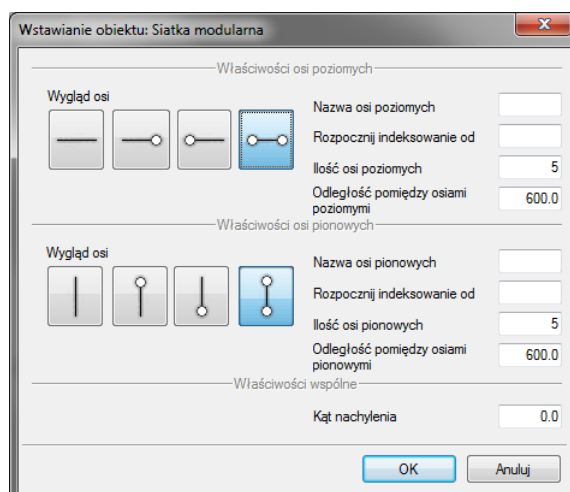 Wstawianie obiektu: Siatka modularna
Właściwości osi poziomych
Wygląd osi
Nazwa osi poziomych
Rozpocznij indeksowanie od
Ilość osi poziomych 5
Odległość pomiędzy osiami
poziomymi 600.0
Właściwości osi pionowych
Wygląd osi
Nazwa osi pionowych
Rozpocznij indeksowanie od
Ilość osi pionowych 5
Odległość pomiędzy osiami
pionowymi 600.0
Właściwości wspólne
Kąt nachylenia 0.0
OK Anuluj